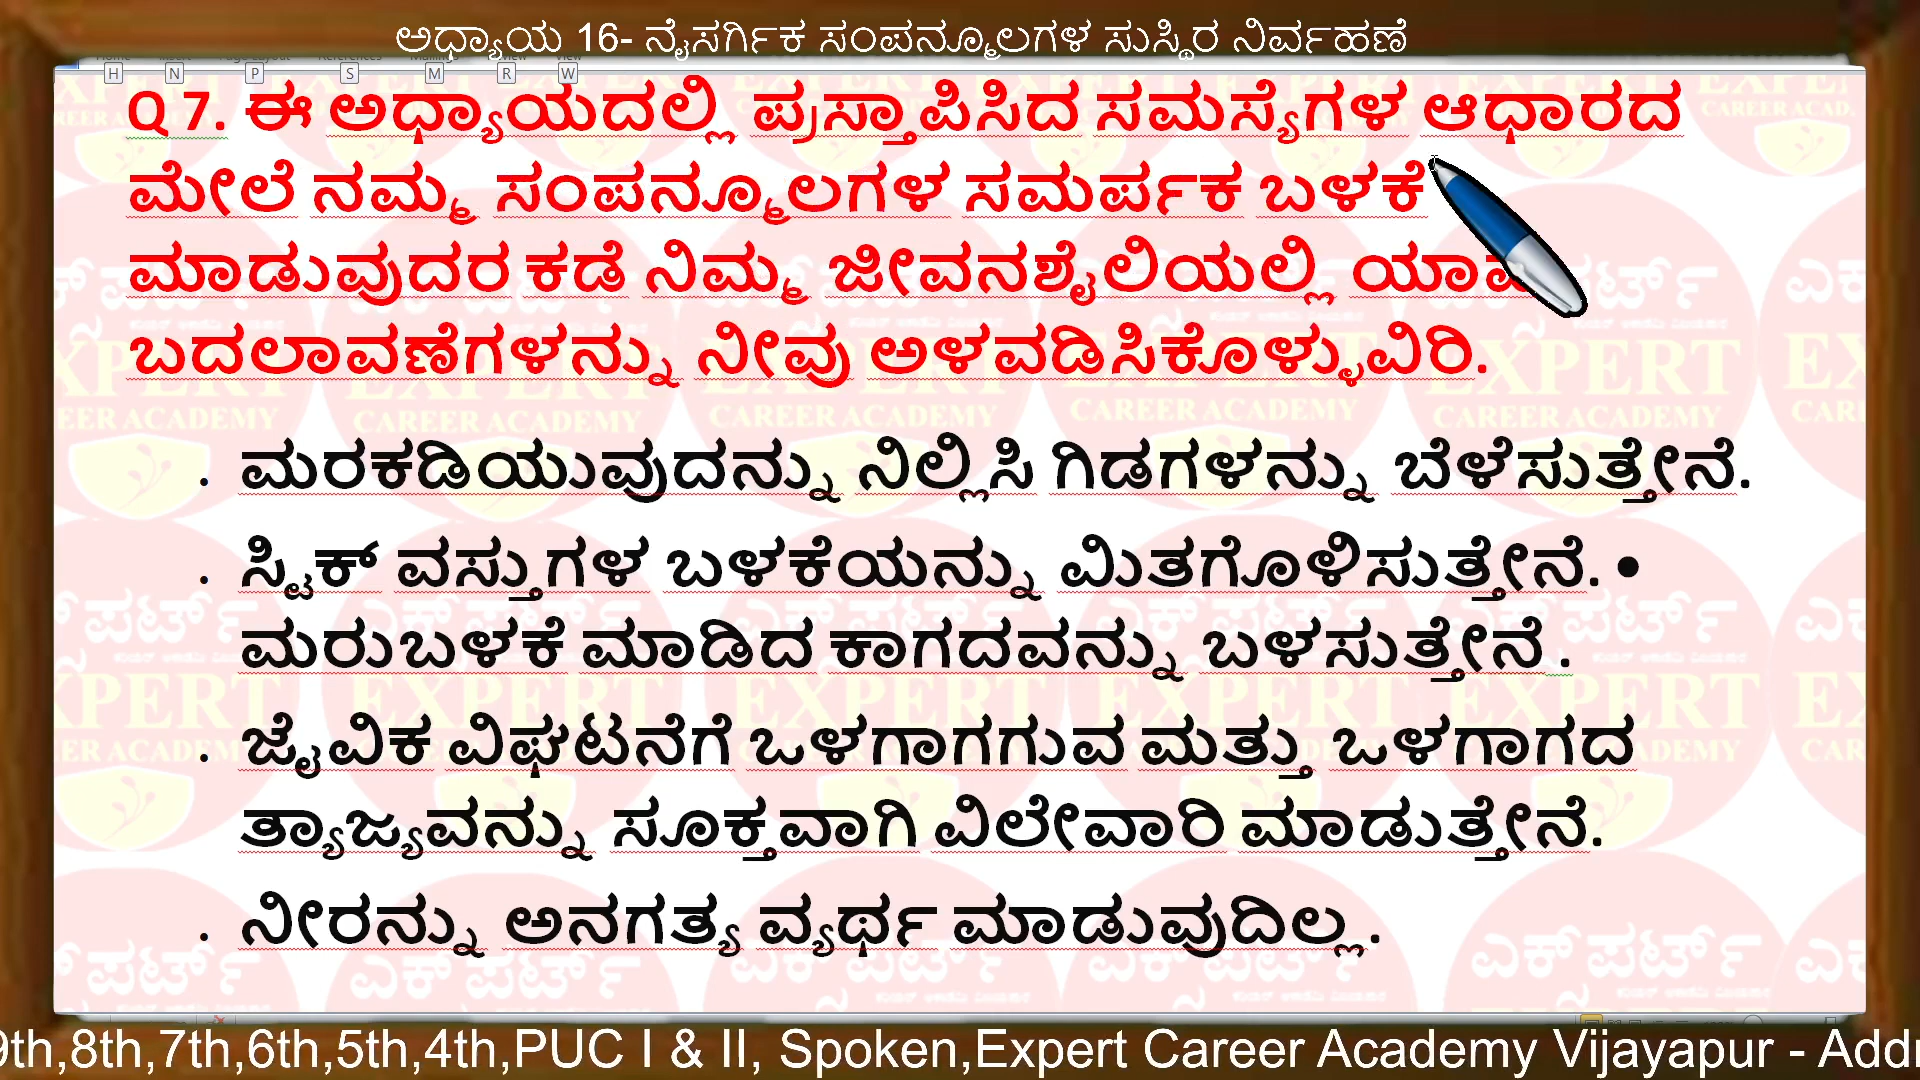 ಅಧ್ಯಾಯ 16- ನೈಸರ್ಗಿಕ ಸಂಪನ್ಮೂಲಗಳ ಸುಸ್ಥಿರ ನಿರ್ವಹಣೆ
H N P S M R W
Q 7. ಈ ಅಧ್ಯಾಯದಲ್ಲಿ ಪ್ರಸ್ತಾಪಿಸಿದ ಸಮಸ್ಯೆಗಳ ಆಧಾರದ
ಮೇಲೆ ನಮ್ಮ ಸಂಪನ್ಮೂಲಗಳ ಸಮರ್ಪಕ ಬಳಕೆ
ಮಾಡುವುದರ ಕಡೆ ನಿಮ್ಮ ಜೀವನಶೈಲಿಯಲ್ಲಿ
ಬದಲಾವಣೆಗಳನ್ನು ನೀವು ಅಳವಡಿಸಿಕೊಳ್ಳುವಿರಿ.
. ಮರಕಡಿಯುವುದನ್ನು ನಿಲ್ಲಿಸಿ ಗಿಡಗಳನ್ನು ಬೆಳೆಸುತ್ತೇನೆ.
. ಸ್ಟಿಕ್ ವಸ್ತುಗಳ ಬಳಕೆಯನ್ನು ಮಿತಗೊಳಿಸುತ್ತೇನೆ. •
ಮರುಬಳಕೆ ಮಾಡಿದ ಕಾಗದವನ್ನು ಬಳಸುತ್ತೇನೆ .
. ಜೈವಿಕ ವಿಘಟನೆಗೆ ಒಳಗಾಗಗುವ ಮತ್ತು ಒಳಗಾಗದ
ತ್ಯಾಜ್ಯವನ್ನು ಸೂಕ್ತವಾಗಿ ವಿಲೇವಾರಿ ಮಾಡುತ್ತೇನೆ.
. ನೀರನ್ನು ಅನಗತ್ಯ ವ್ಯರ್ಥ ಮಾಡುವುದಿಲ್ಲ.
9th,8th,7th,6th,5th,4th,PUC I & II, Spoken,Expert Career Academy Vijayapur - Addr